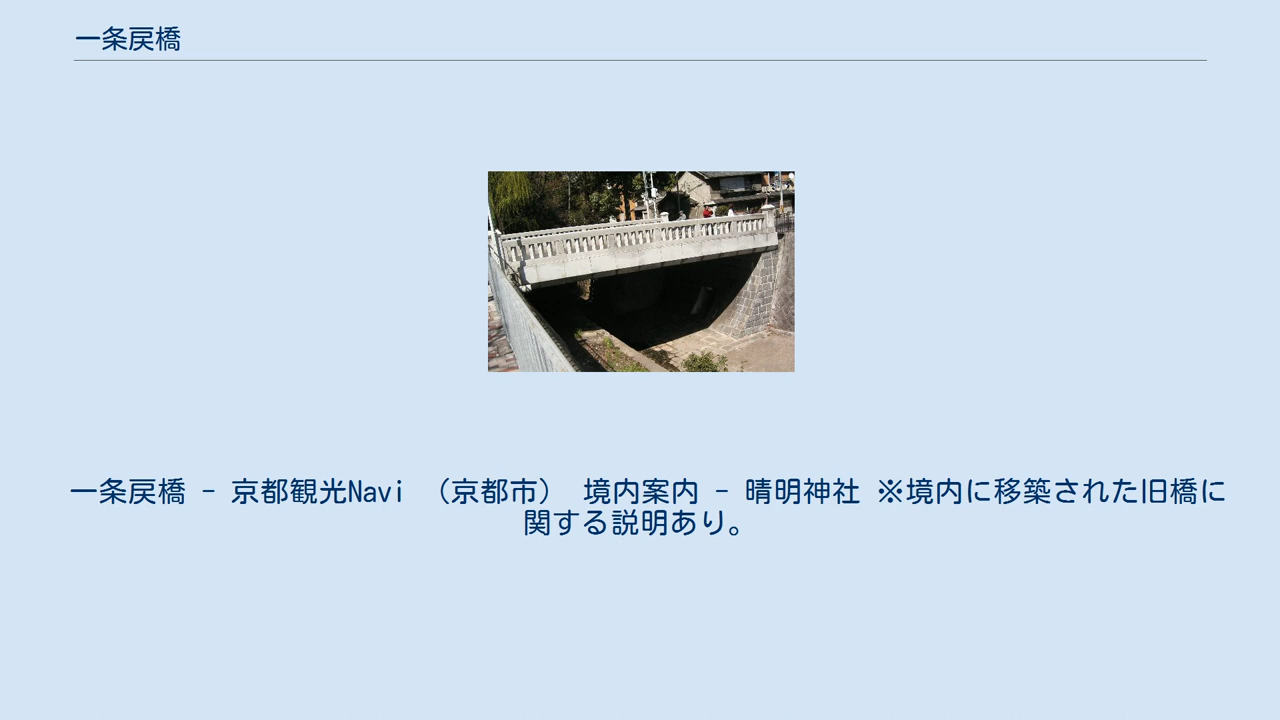 一条戻橋
一条戻橋 - 京都観光Navi （京都市） 境内案内 - 晴明神社 ※境内に移築された旧橋に
関する説明あり。